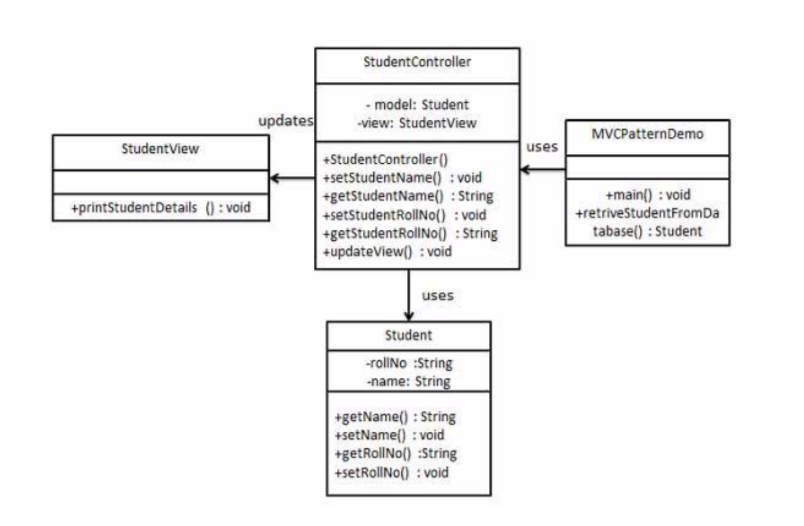 StudentController
- model: Student
-view: StudentView
+StudentController()
+setStudentName() : void
+getStudentName() : String
+setStudentRollNo() : void
+getStudentRollNo() : String
+updateView() : void
updates
StudentView
+printStudentDetails () : void
uses
MVCPatternDemo
+main() : void
+retriveStudentFromDa
tabase() : Student
uses
Student
-rollNo :String
-name: String
+getName() : String
+setName() : void
+getRollNo() :String
+setRollNo() : void